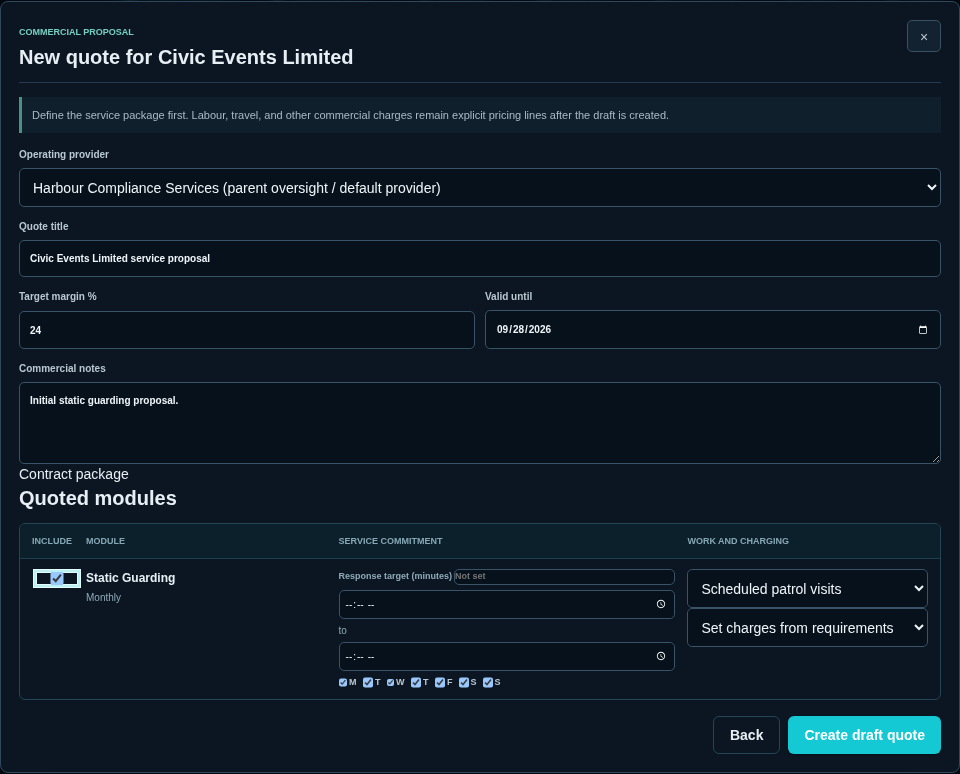 COMMERCIAL PROPOSAL
New quote for Civic Events Limited
×
Define the service package first. Labour, travel, and other commercial charges remain explicit pricing lines after the draft is created.
Operating provider
Harbour Compliance Services (parent oversight / default provider)
Quote title
Civic Events Limited service proposal
Target margin %
Valid until
24
09/28/2026
Commercial notes
Initial static guarding proposal.
Contract package
Quoted modules
INCLUDE MODULE SERVICE COMMITMENT WORK AND CHARGING
Static Guarding
Monthly
Response target (minutes) Not set
--:-- --
to
--:-- --
M T W T F S S
Scheduled patrol visits
Set charges from requirements
Back
Create draft quote